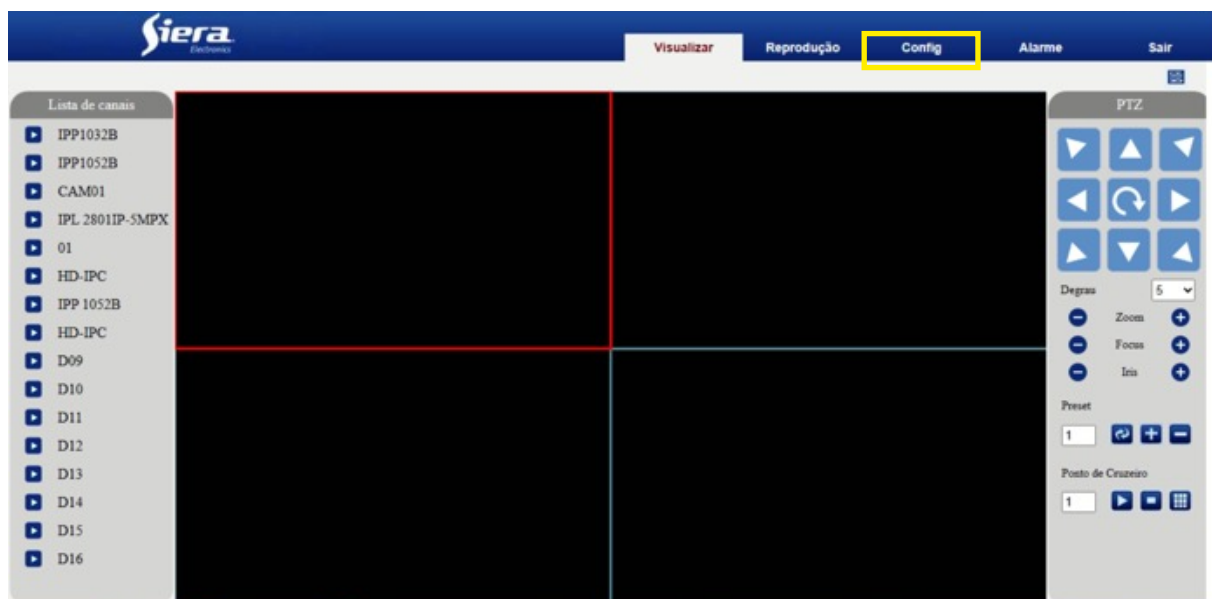 Siera
Electronics
Visualizar
Reprodução
Config
Alarme
Sair
Lista de canais
IPP1032B
IPP1052B
CAM01
IPL 2801IP-5MPX
01
HD-IPC
IPP 1052B
HD-IPC
D09
D10
D11
D12
D13
D14
D15
D16
PTZ
Degrau 5
Zoom
Focus
Iris
Preset
1
Ponto de Cruzeiro
1